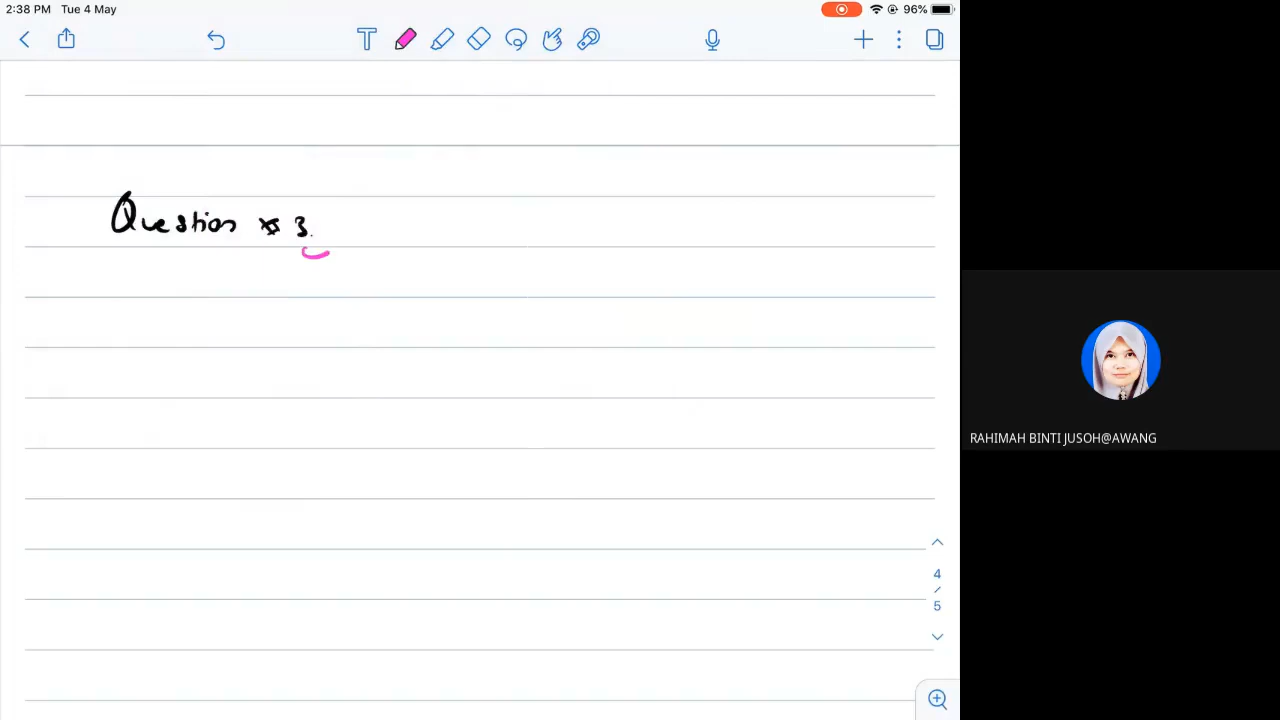 2:38 PM Tue 4 May
96%
T
Question 3.
4
5
RAHIMAH BINTI JUSOH@AWANG